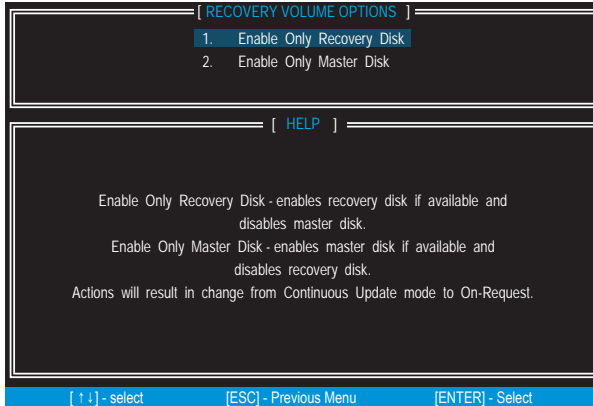 [ RECOVERY VOLUME OPTIONS ]
1. Enable Only Recovery Disk
2. Enable Only Master Disk
[ HELP ]
Enable Only Recovery Disk - enables recovery disk if available and
disables master disk.
Enable Only Master Disk - enables master disk if available and
disables recovery disk.
Actions will result in change from Continuous Update mode to On-Request.
[ ↑↓] - select [ESC] - Previous Menu [ENTER] - Select